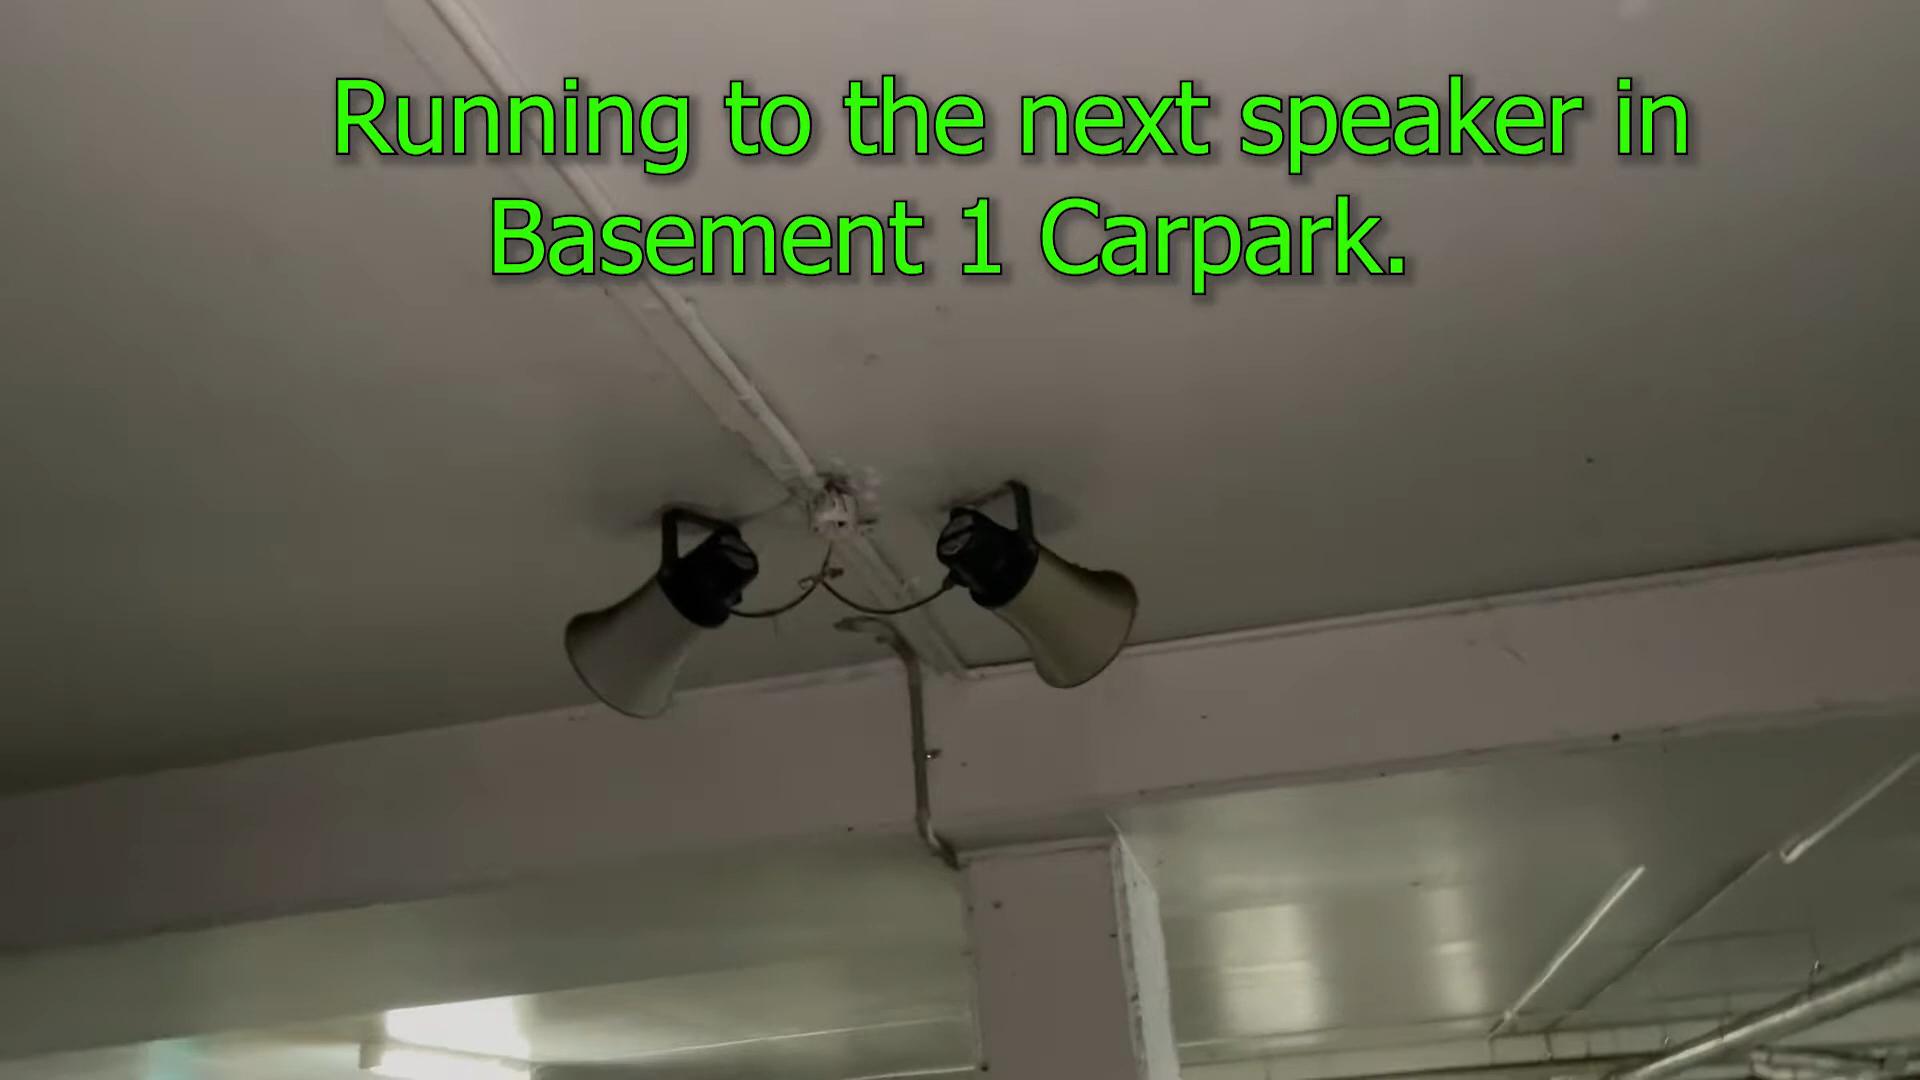 Running to the next speaker in
Basement 1 Carpark.